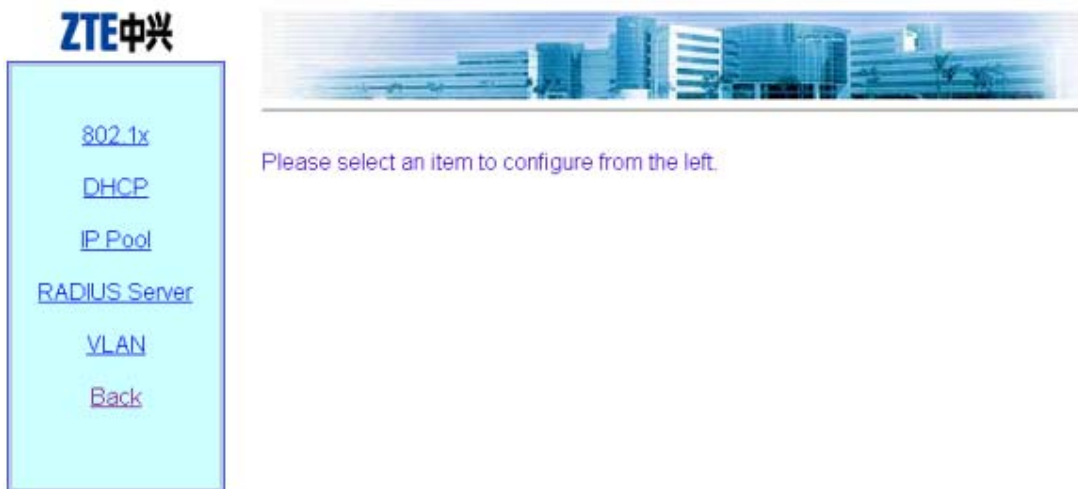 ZTE中兴
802.1x
DHCP
IP Pool
RADIUS Server
VLAN
Back
Please select an item to configure from the left.